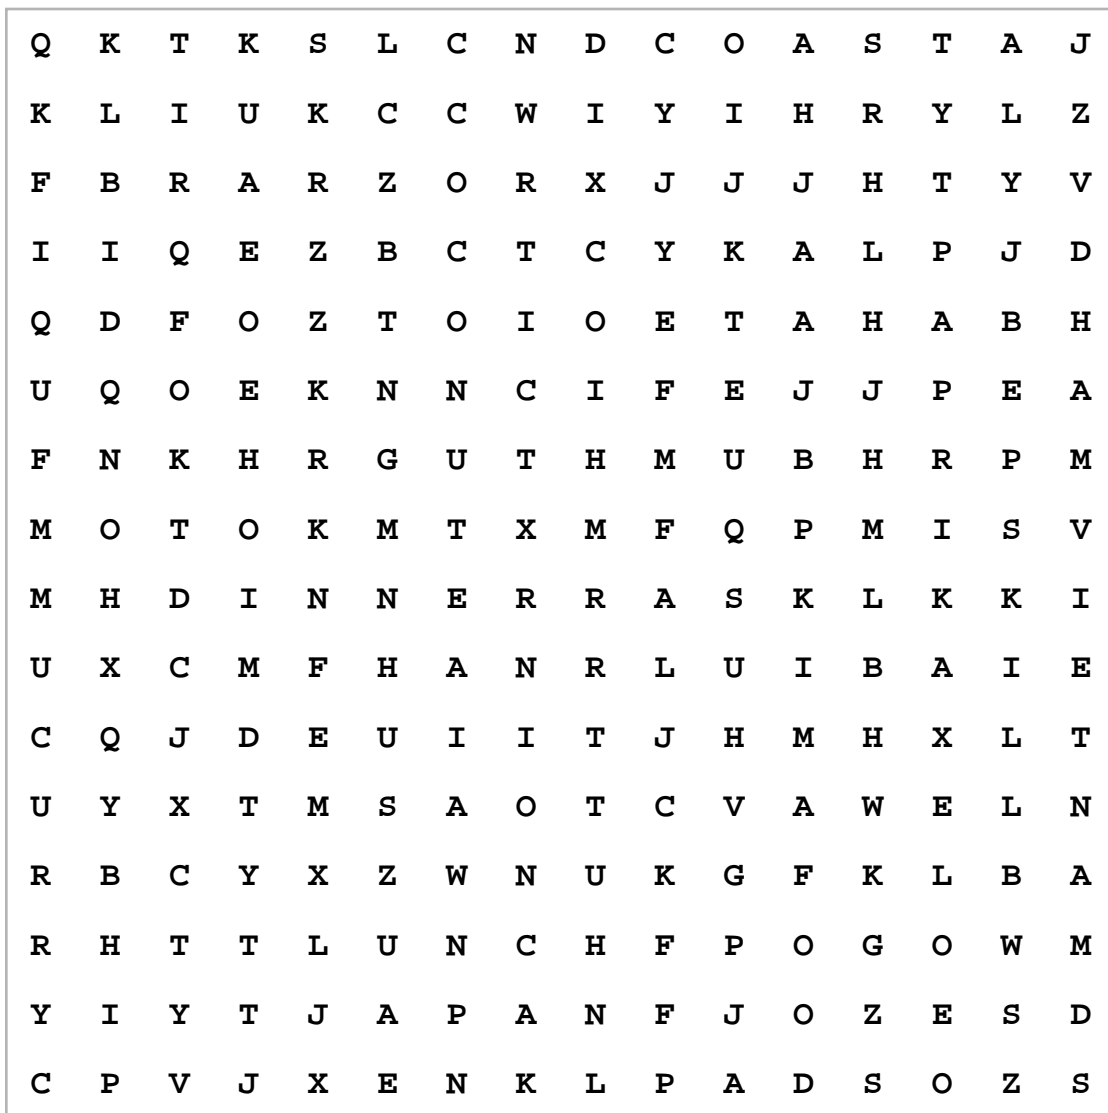 Q K T K S L C N D C O A S T A J
K L I U K C C W I Y I H R Y L Z
F B R A R Z O R X J J J H T Y V
I I Q E Z B C T C Y K A L P J D
Q D F O Z T O I O E T A H A B H
U Q O E K N N C I F E J J P E A
F N K H R G U T H M U B H R P M
M O T O K M T X M F Q P M I S V
M H D I N N E R R A S K L K K I
U X C M F H A N R L U I B A I E
C Q J D E U I I T J H M H X L T
U Y X T M S A O T C V A W E L N
R B C Y X Z W N U K G F K L B A
R H T T L U N C H F P O G O W M
Y I Y T J A P A N F J O Z E S D
C P V J X E N K L P A D S O Z S